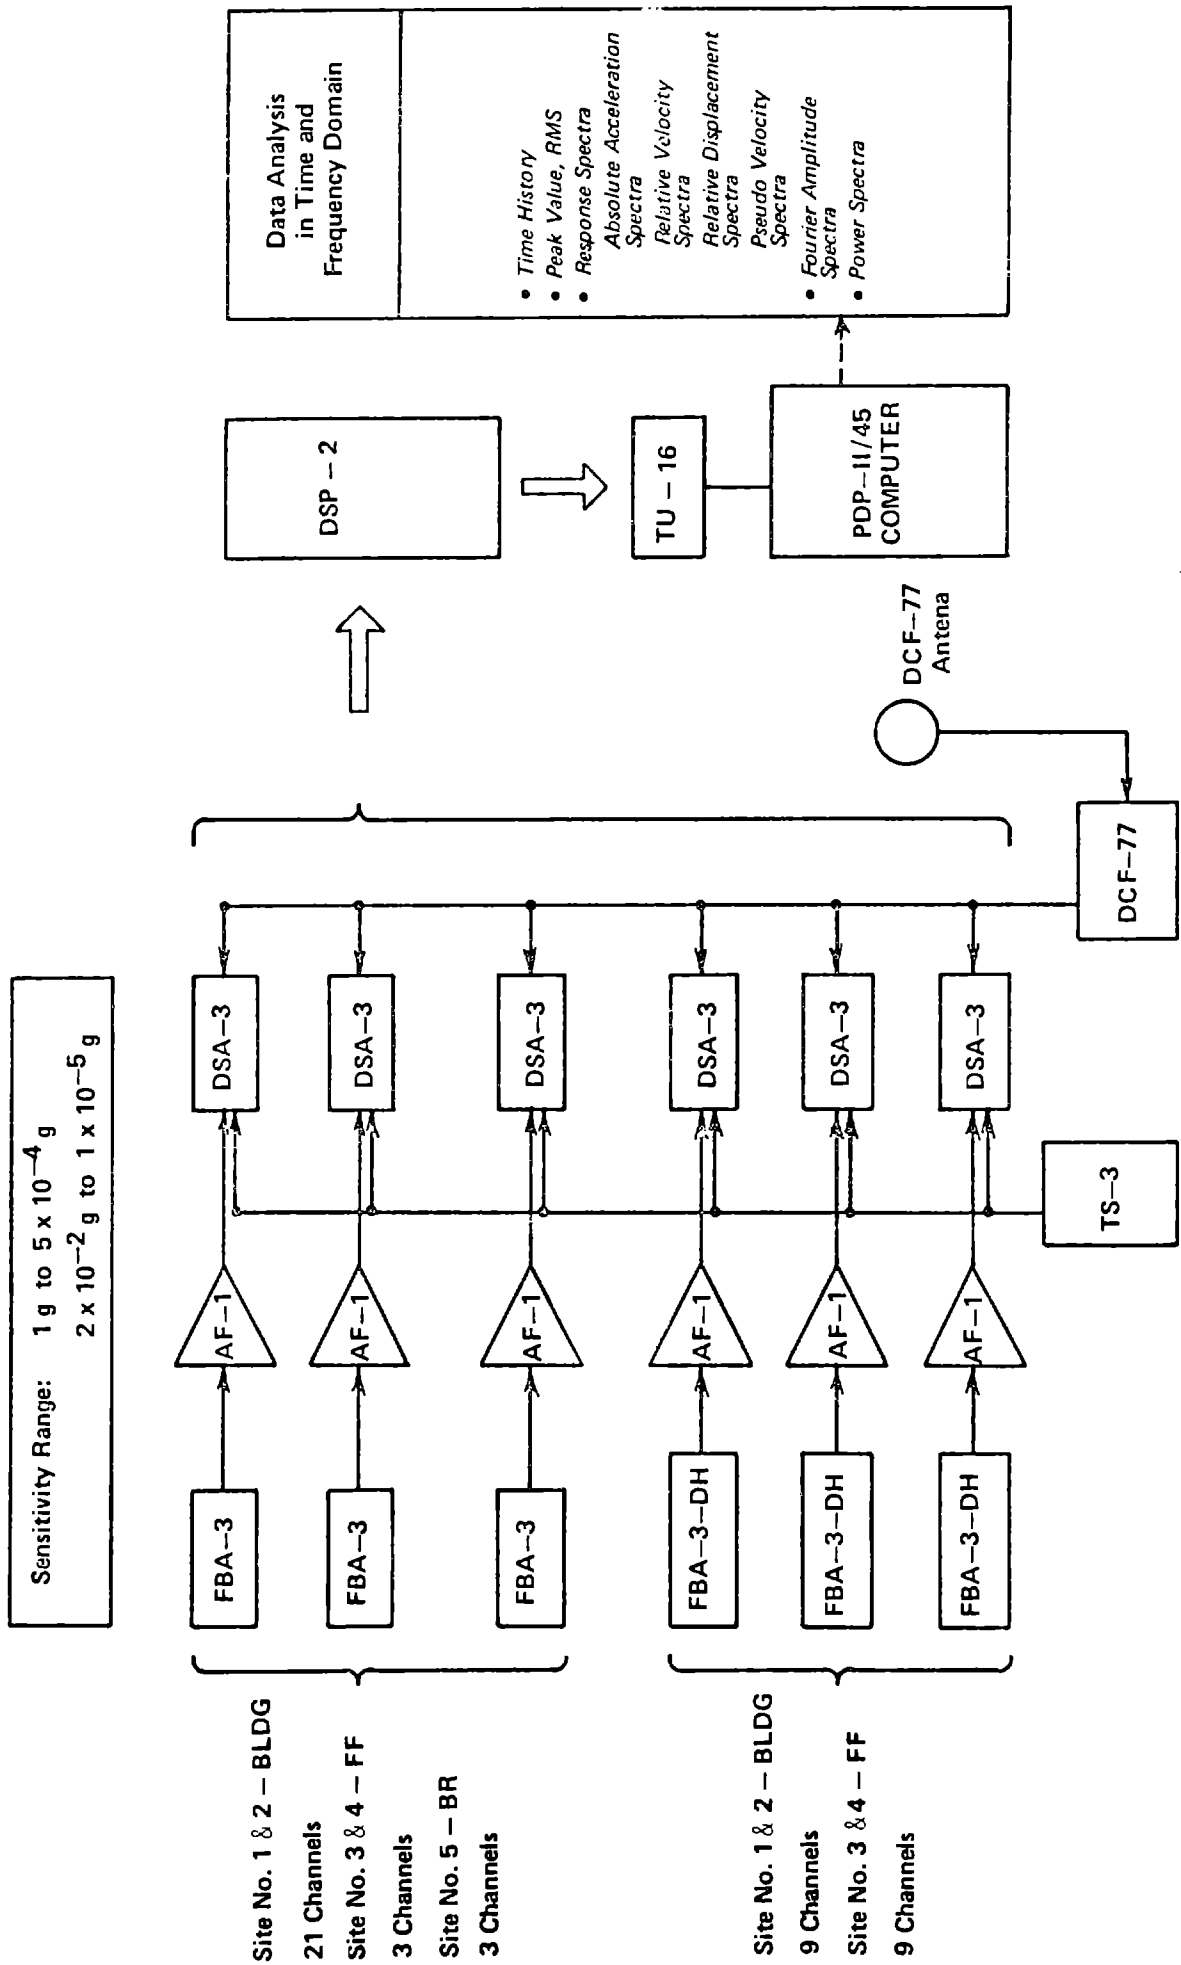 Sensitivity Range: 1 g to 5 x 10⁻⁴ g
2 x 10⁻² g to 1 x 10⁻⁵ g
Site No. 1 & 2 – BLDG
21 Channels
Site No. 3 & 4 – FF
3 Channels
Site No. 5 – BR
3 Channels
Site No. 1 & 2 – BLDG
9 Channels
Site No. 3 & 4 – FF
9 Channels
FBA–3
AF–1
DSA–3
FBA–3
AF–1
DSA–3
FBA–3
AF–1
DSA–3
FBA–3–DH
AF–1
DSA–3
FBA–3–DH
AF–1
DSA–3
FBA–3–DH
AF–1
DSA–3
TS–3
DCF–77
DCF–77
Antena
DSP – 2
TU – 16
PDP–11/45
COMPUTER
Data Analysis
in Time and
Frequency Domain
• Time History
• Peak Value, RMS
• Response Spectra
Absolute Acceleration
Spectra
Relative Velocity
Spectra
Relative Displacement
Spectra
Pseudo Velocity
Spectra
• Fourier Amplitude
Spectra
• Power Spectra